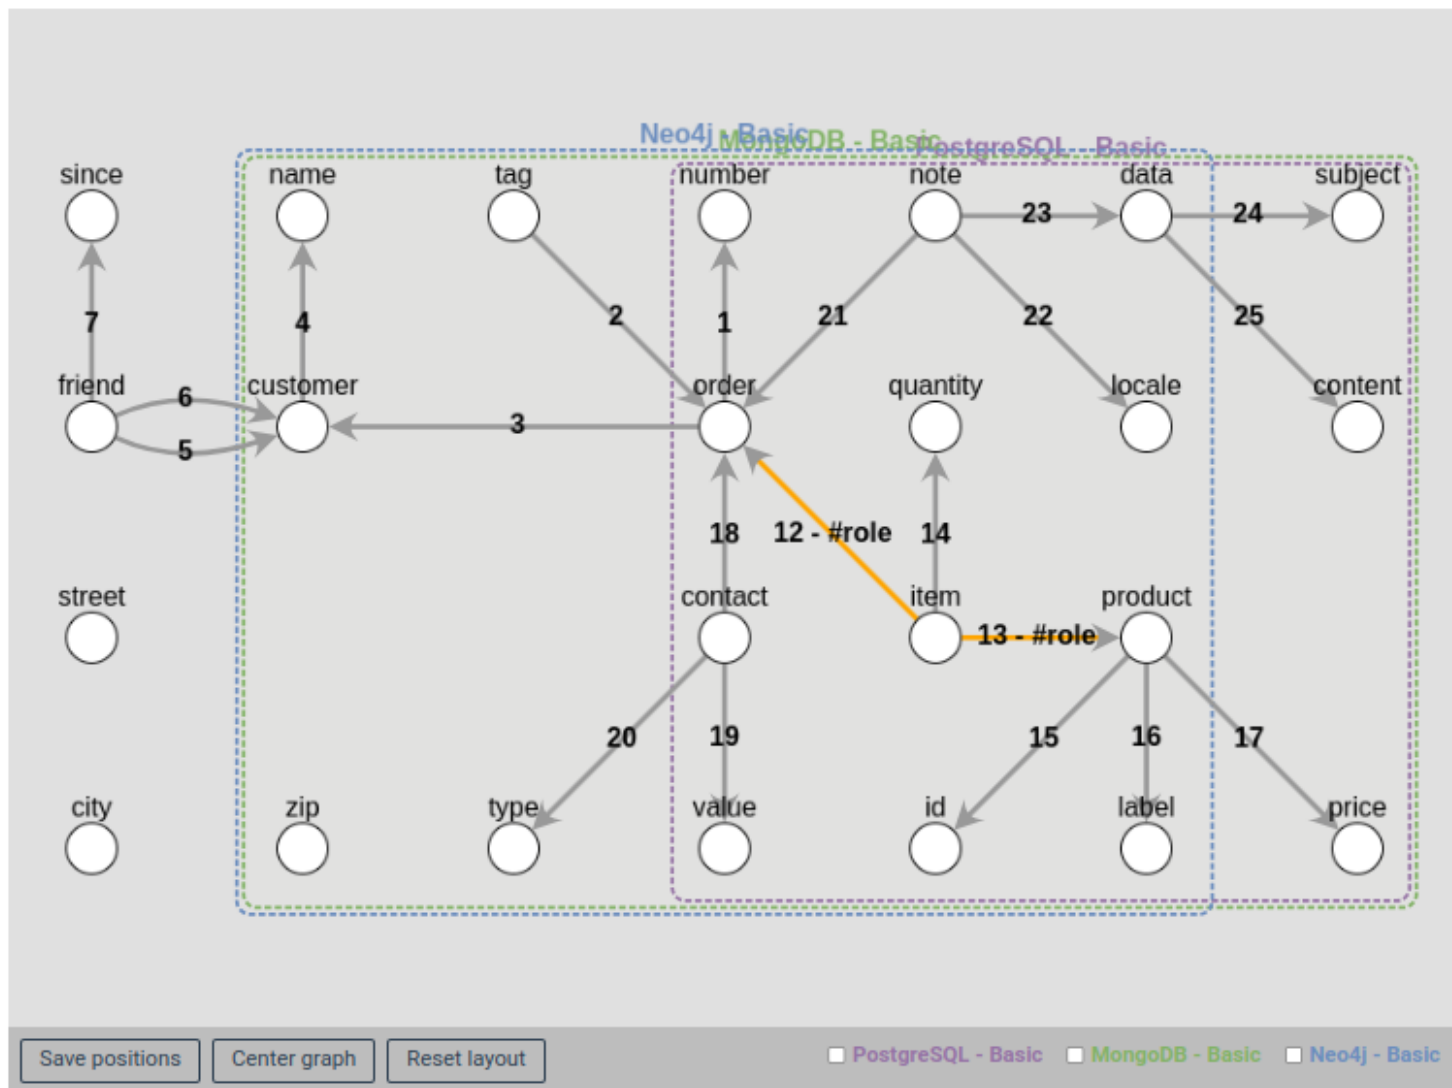 Neo4j - Basic
MongoDB - Basic
PostgreSQL - Basic
since name tag number note data subject
23 24
7 4 2 1 21 22 25
friend customer order quantity locale content
6
3
5
18 12 - #role 14
street contact item product
13 - #role
20 19 15 16 17
city zip type value id label price
Save positions Center graph Reset layout PostgreSQL - Basic MongoDB - Basic Neo4j - Basic